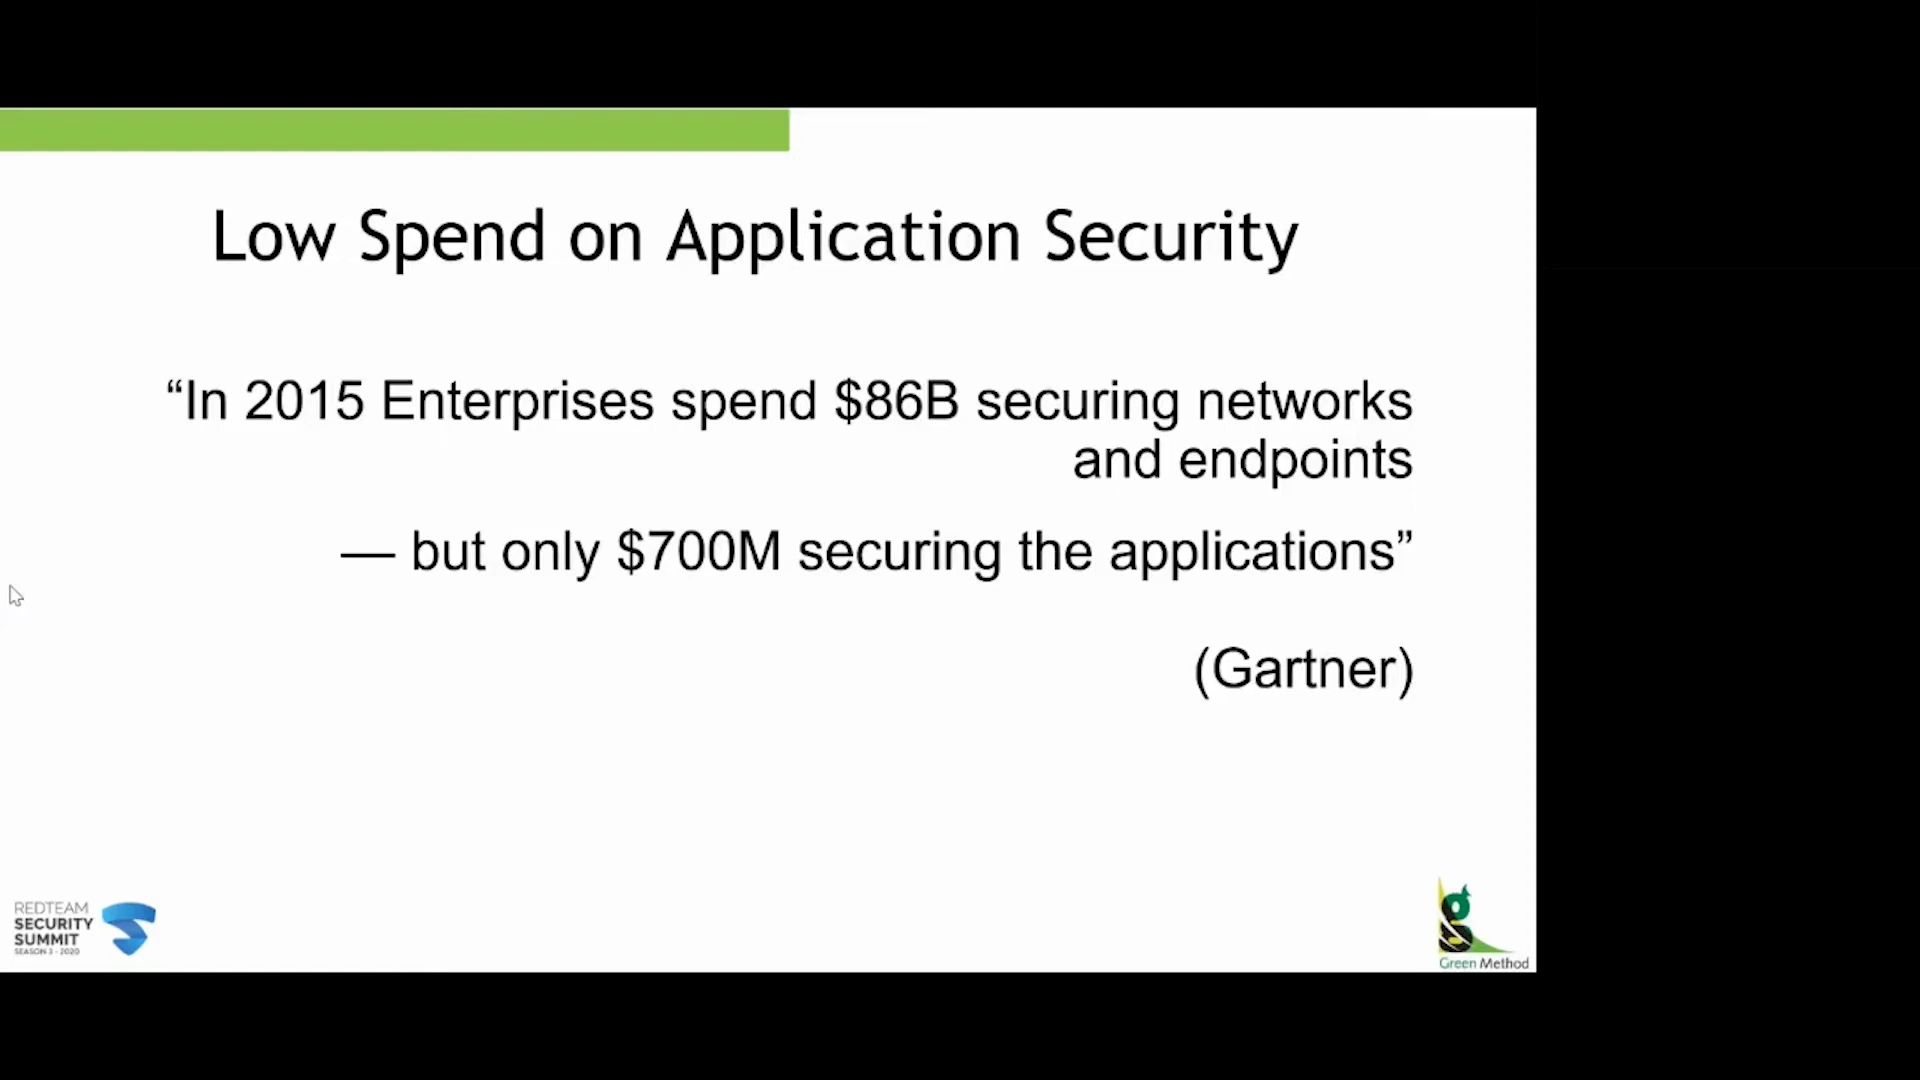 Low Spend on Application Security
“In 2015 Enterprises spend $86B securing networks
and endpoints
— but only $700M securing the applications”
(Gartner)
REDTEAM
SECURITY
SUMMIT
SEASON 3 - 2020
Green Method